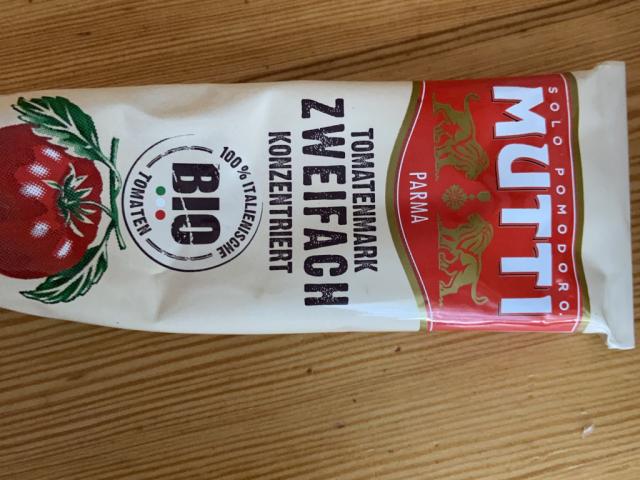 SOLO POMODORO.
MUTTI
PARMA
TOMATENMARK
ZWEIFACH
KONZENTRIERT
100% ITALIENISCHE
BIO
TOMATEN